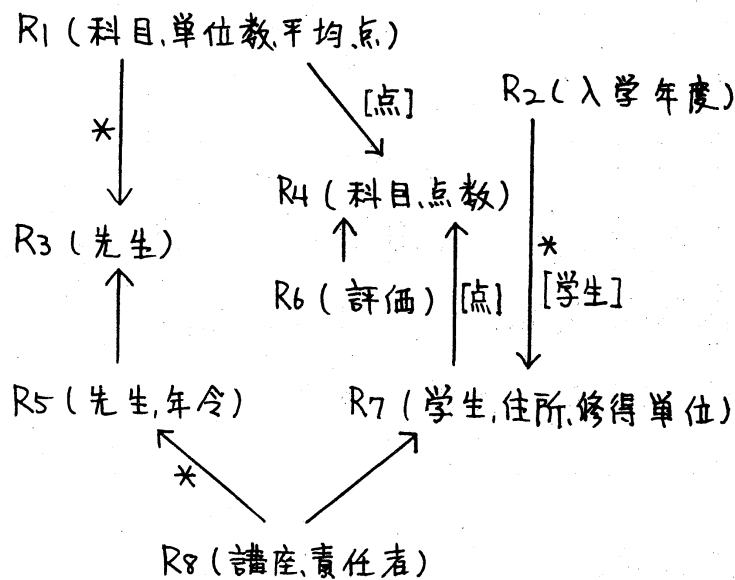 R1(科目,単位数,平均点)
[点]
R2(入学年度)
*
R4(科目,点数)
R3(先生)
*
R6(評価)
[点]
[学生]
R5(先生,年令)
R7(学生,住所,修得単位)
*
R8(講座,責任者)